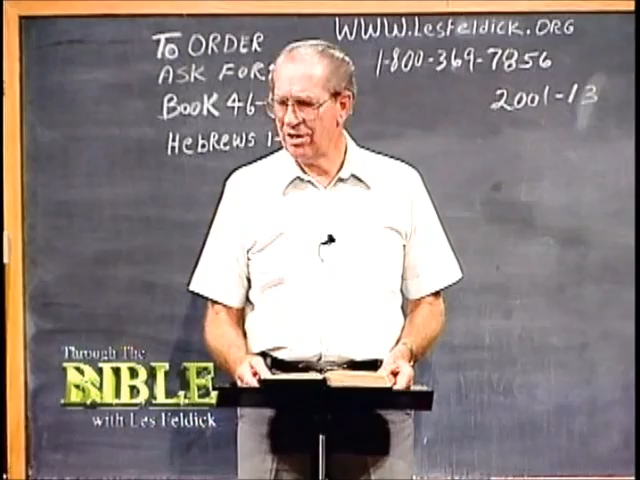 TO ORDER
ASK FOR
BOOK 46-
HEBREWS 1-
WWW.LESFELDICK.ORG
1-800-369-7856
2001-13
Through The
BIBLE
with Les Feldick